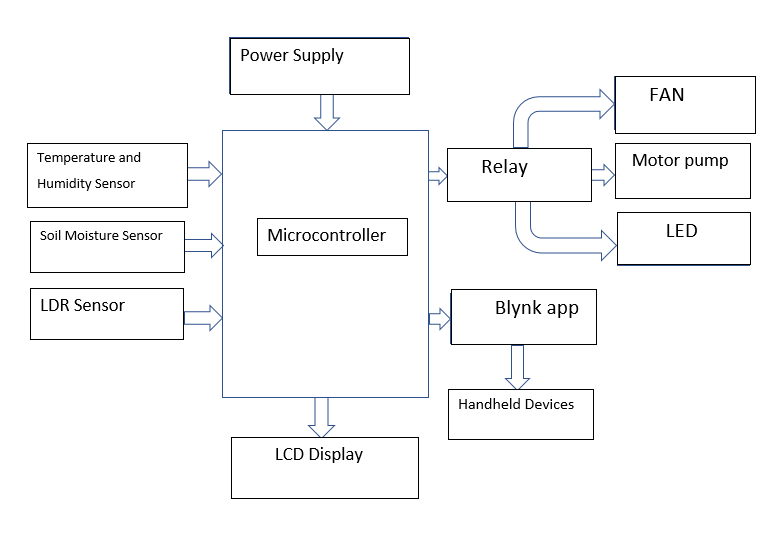 Power Supply
FAN
Temperature and
Humidity Sensor
Relay
Motor pump
Soil Moisture Sensor
Microcontroller
LED
LDR Sensor
Blynk app
Handheld Devices
LCD Display